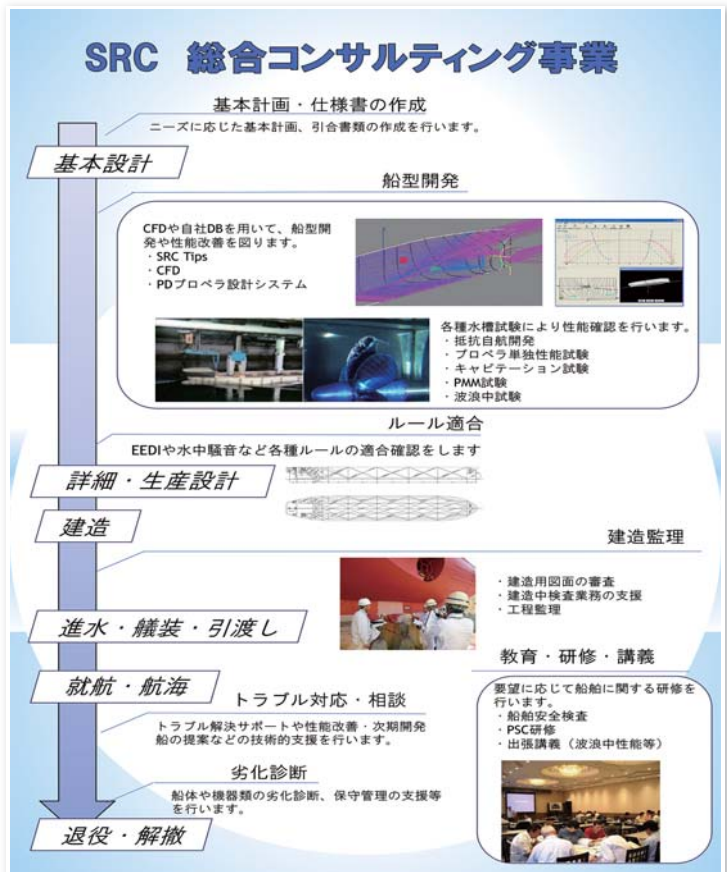 SRC 総合コンサルティング事業
基本計画・仕様書の作成
ニーズに応じた基本計画、引合書類の作成を行います。
基本設計
船型開発
CFDや自社DBを用いて、船型開
発や性能改善を図ります。
・SRC Tips
・CFD
・PDプロペラ設計システム
各種水槽試験により性能確認を行います。
・抵抗自航開発
・プロペラ単独性能試験
・キャビテーション試験
・PMM試験
・波浪中試験
ルール適合
EEDIや水中騒音など各種ルールの適合確認をします
詳細・生産設計
建造
建造監理
・建造用図面の審査
・建造中検査業務の支援
・工程監理
進水・艤装・引渡し
教育・研修・講義
要望に応じて船舶に関する研修を
行います。
・船舶安全検査
・PSC研修
・出張講義（波浪中性能等）
就航・航海
トラブル対応・相談
トラブル解決サポートや性能改善・次期開発
船の提案などの技術的支援を行います。
劣化診断
船体や機器類の劣化診断、保守管理の支援等
を行います。
退役・解撤